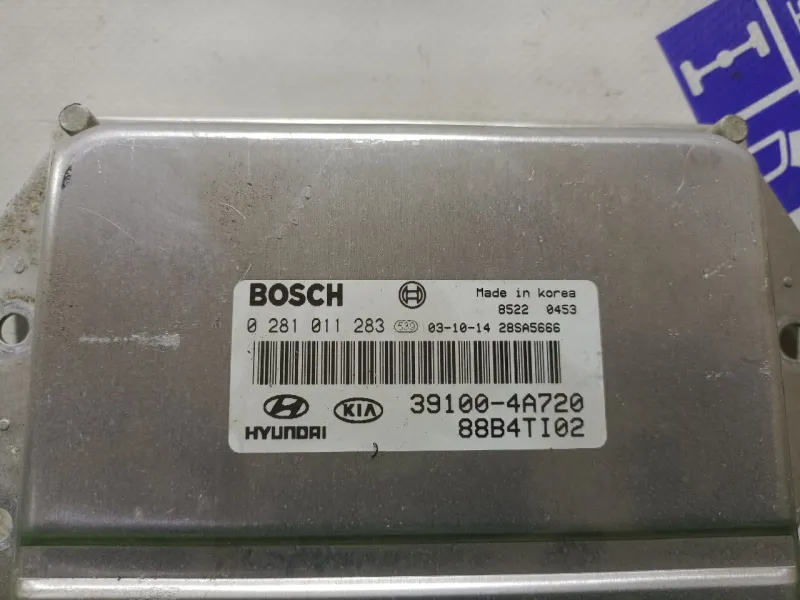 BOSCH Made in korea
8522 0453
0 281 011 283 530 03-10-14 28SA5666
HYUNDAI KIA 39100-4A720
88B4TI02